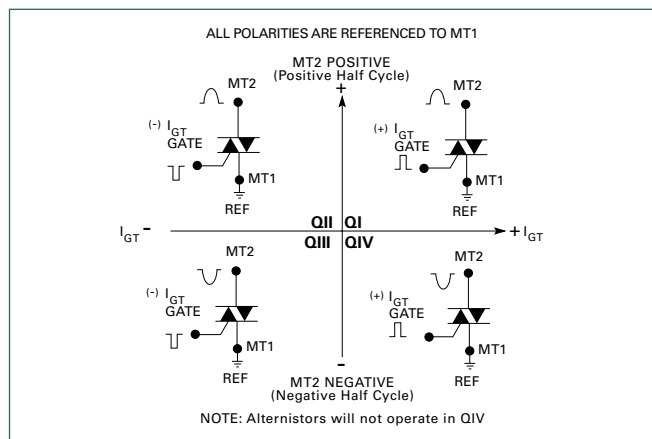 ALL POLARITIES ARE REFERENCED TO MT1
MT2 POSITIVE
(Positive Half Cycle)
+
MT2
(-) IGT
GATE
MT1
REF
MT2
(+) IGT
GATE
MT1
REF
IGT -
QII QI
QIII QIV
+ IGT
MT2
(-) IGT
GATE
MT1
REF
MT2
(+) IGT
GATE
MT1
REF
-
MT2 NEGATIVE
(Negative Half Cycle)
NOTE: Alternistors will not operate in QIV